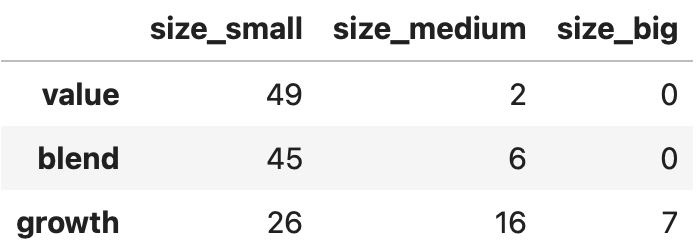 size_small size_medium size_big
value 49 2 0
blend 45 6 0
growth 26 16 7